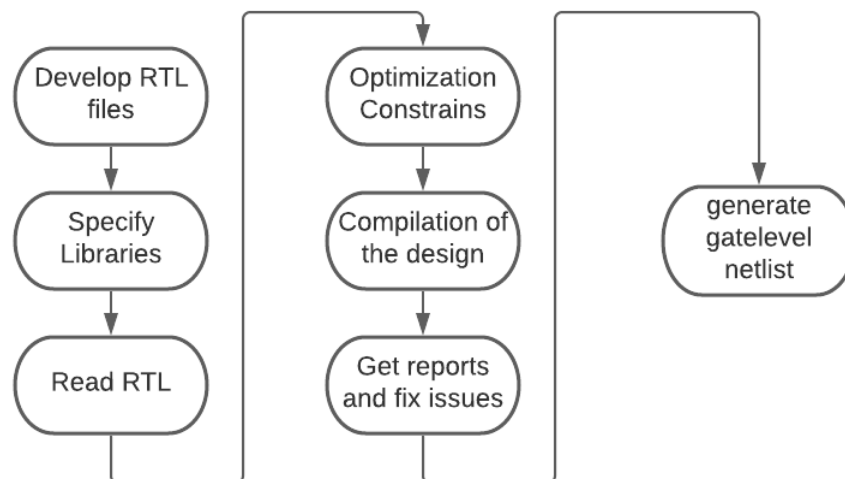 Develop RTL
files
Specify
Libraries
Read RTL
Optimization
Constrains
Compilation of
the design
Get reports
and fix issues
generate
gatelevel
netlist